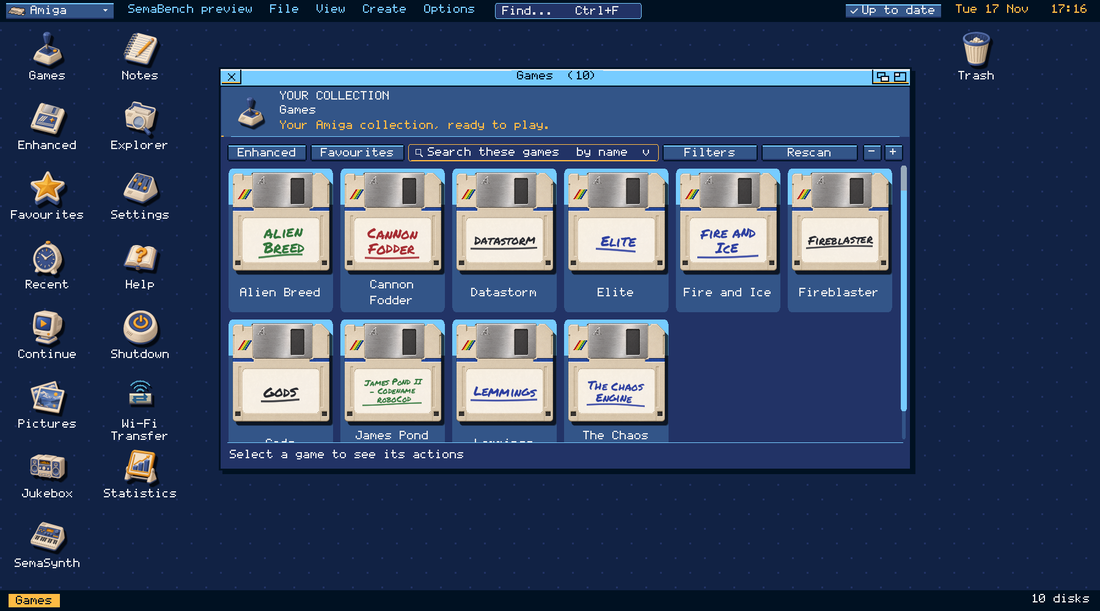 Amiga
SemaBench preview File View Create Options
Find... Ctrl+F
Up to date
Tue 17 Nov 17:16
Games
Notes
Trash
Enhanced
Explorer
Favourites
Settings
Recent
Help
Continue
Shutdown
Pictures
Wi-Fi
Transfer
Jukebox
Statistics
SemaSynth
Games (10)
YOUR COLLECTION
Games
Your Amiga collection, ready to play.
Enhanced Favourites Search these games by name v Filters Rescan - +
ALIEN
BREED
CANNON
FODDER
DATASTORM
ELITE
FIRE AND
ICE
FIREBLASTER
Alien Breed
Cannon
Fodder
Datastorm
Elite
Fire and Ice
Fireblaster
GODS
JAMES POND II
- CODENAME
ROBOCOD
LEMMINGS
THE CHAOS
ENGINE
Gods
James Pond
Lemmings
The Chaos
Select a game to see its actions
Games
10 disks